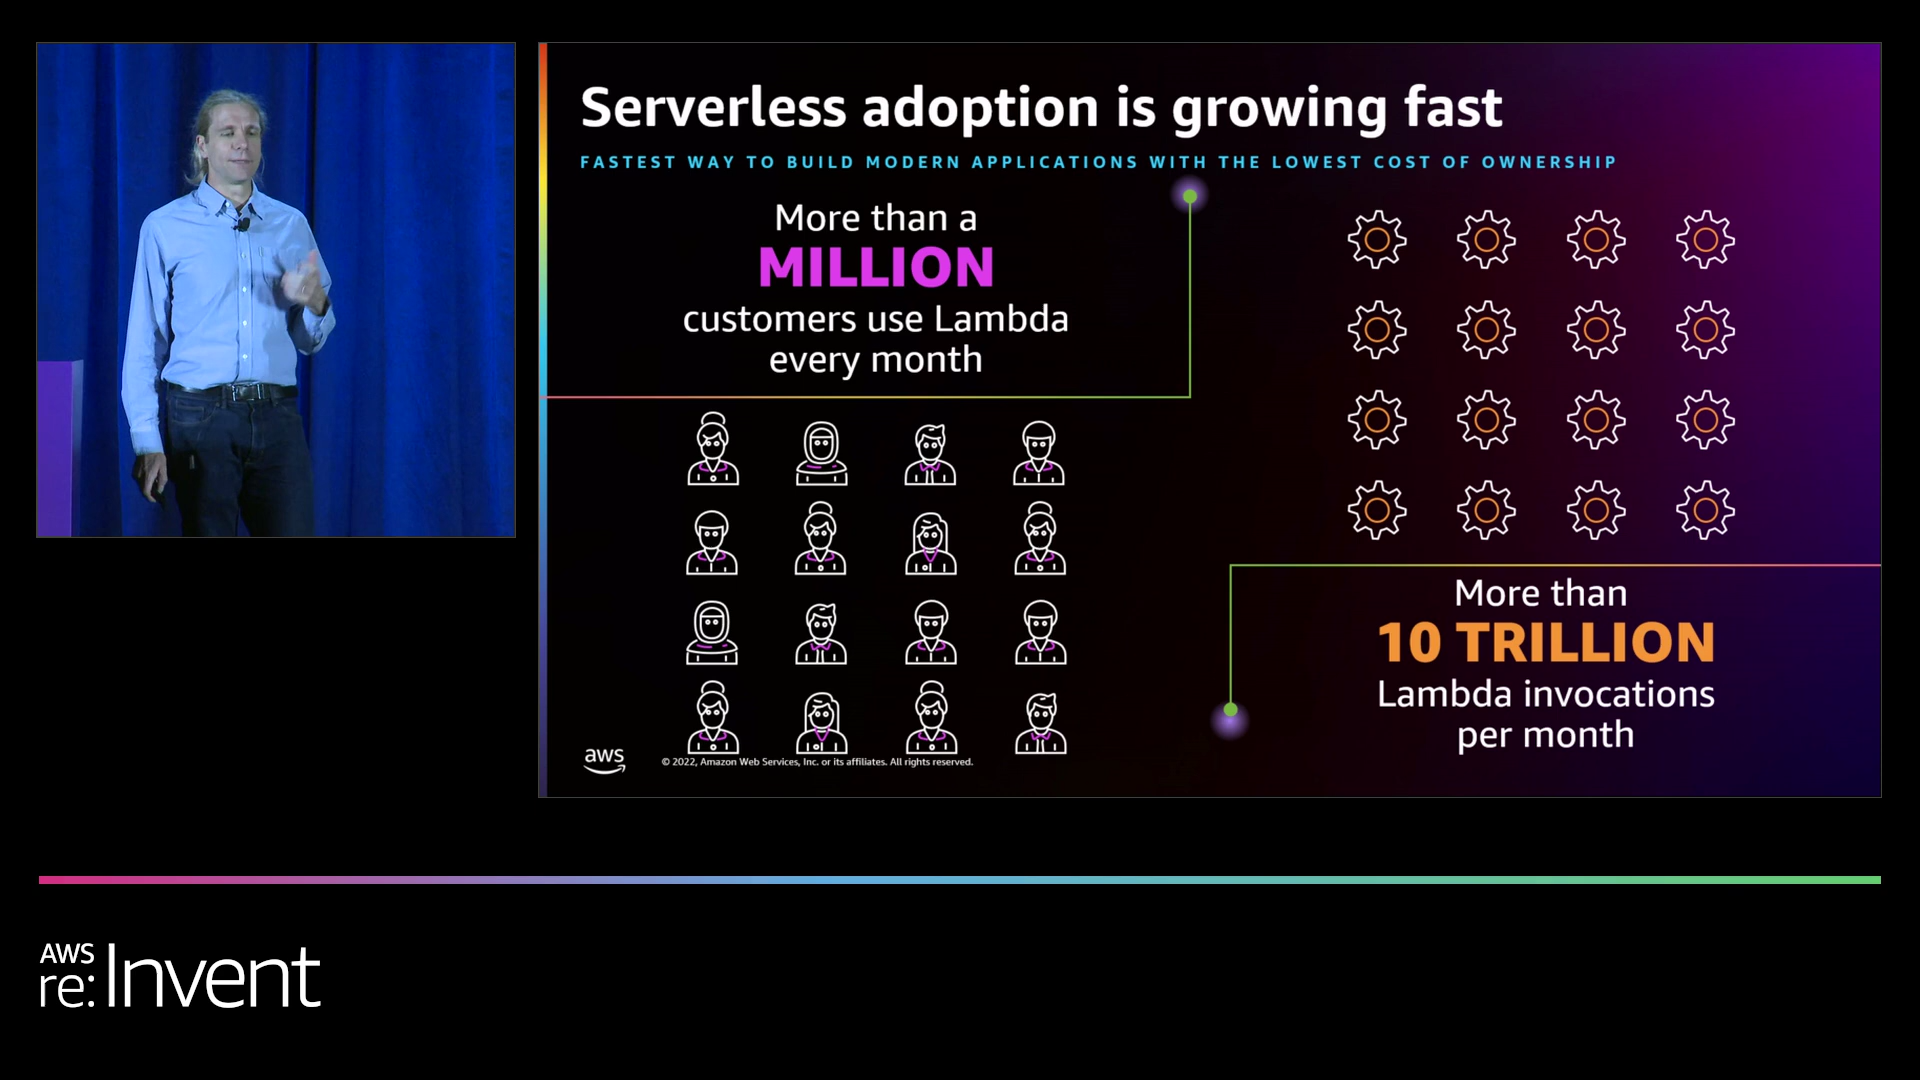 Serverless adoption is growing fast
FASTEST WAY TO BUILD MODERN APPLICATIONS WITH THE LOWEST COST OF OWNERSHIP
More than a
MILLION
customers use Lambda
every month
More than
10 TRILLION
Lambda invocations
per month
aws
© 2022, Amazon Web Services, Inc. or its affiliates. All rights reserved.
AWS
re:Invent